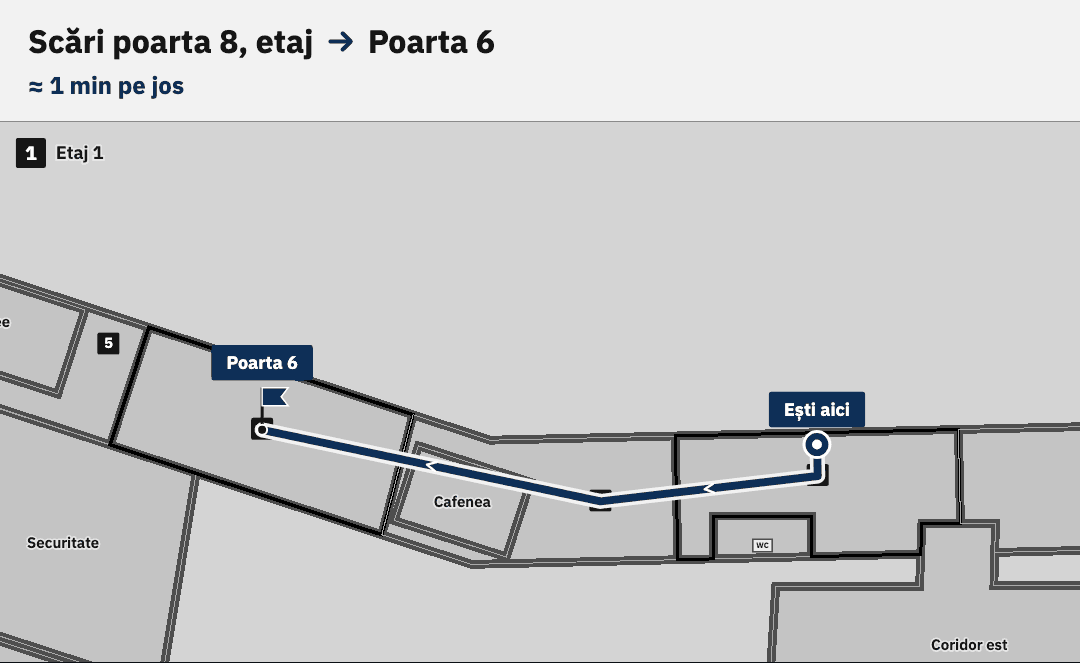 Scări poarta 8, etaj → Poarta 6
≈ 1 min pe jos
1 Etaj 1
5
Poarta 6
Ești aici
Cafenea
Securitate
WC
Coridor est